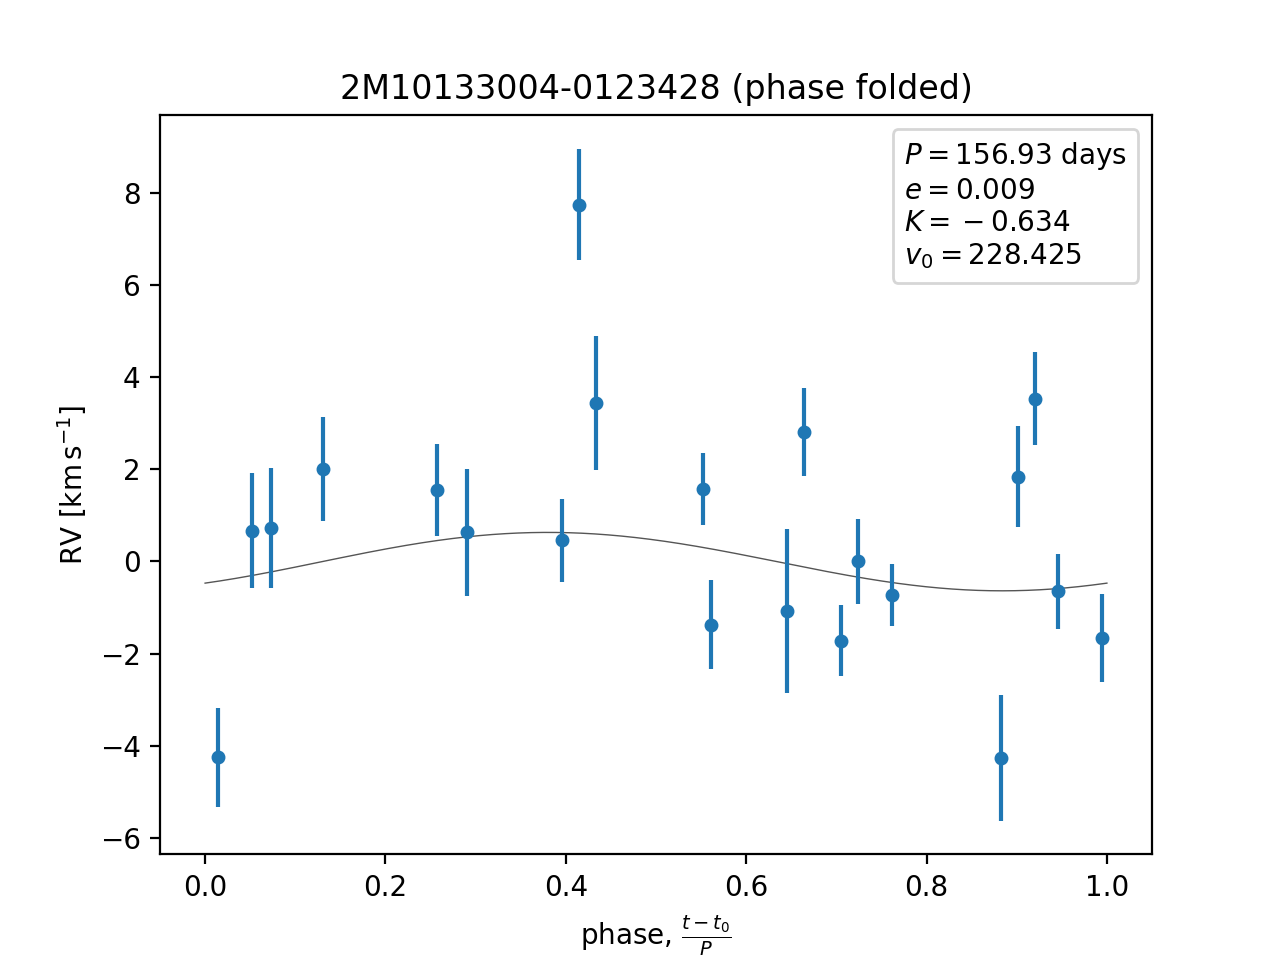 2M10133004-0123428 (phase folded)
P = 156.93 days
e = 0.009
K = −0.634
v₀ = 228.425
RV [km s⁻¹]
8
6
4
2
0
−2
−4
−6
0.0 0.2 0.4 0.6 0.8 1.0
phase, (t − t₀)/P